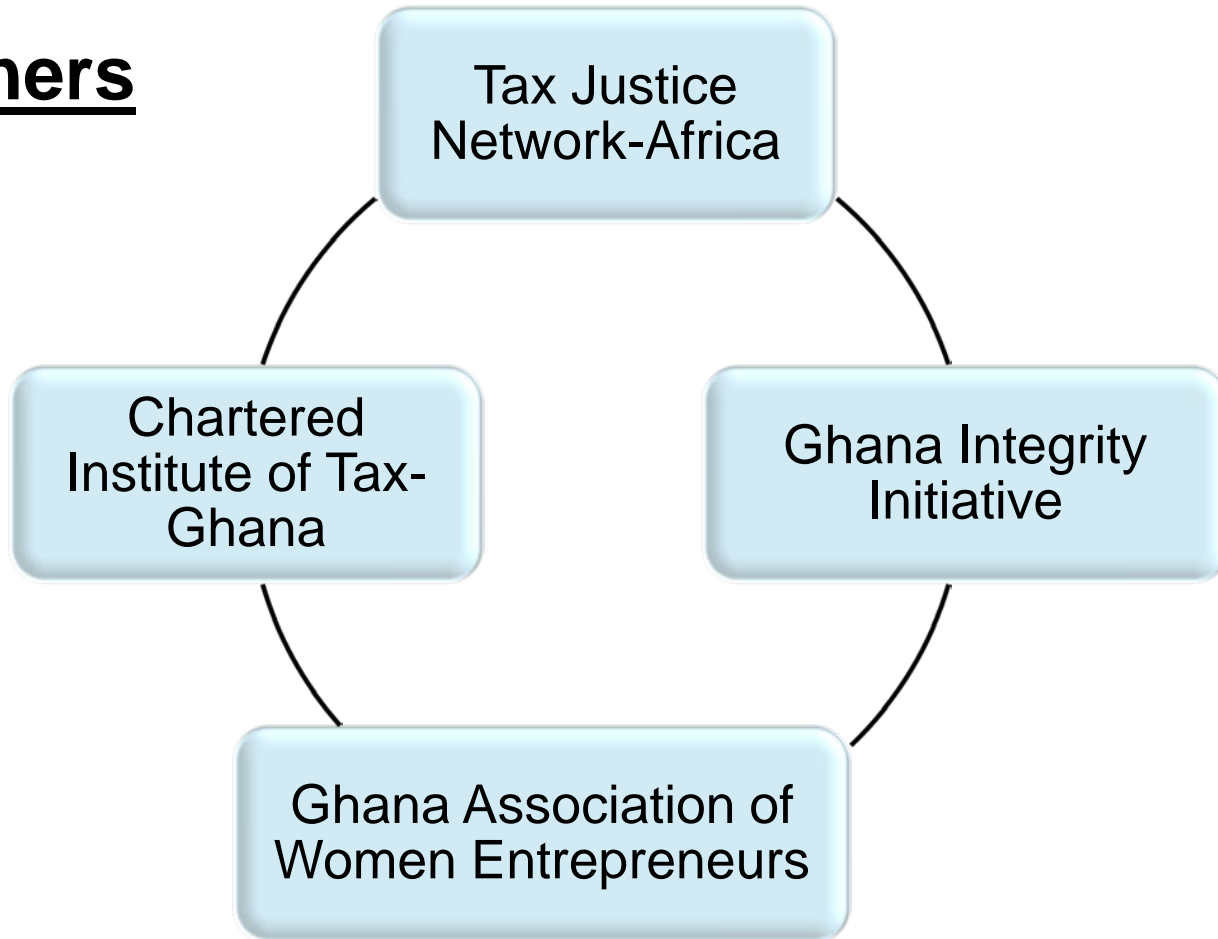 ners
Tax Justice
Network-Africa
Chartered
Institute of Tax-
Ghana
Ghana Integrity
Initiative
Ghana Association of
Women Entrepreneurs